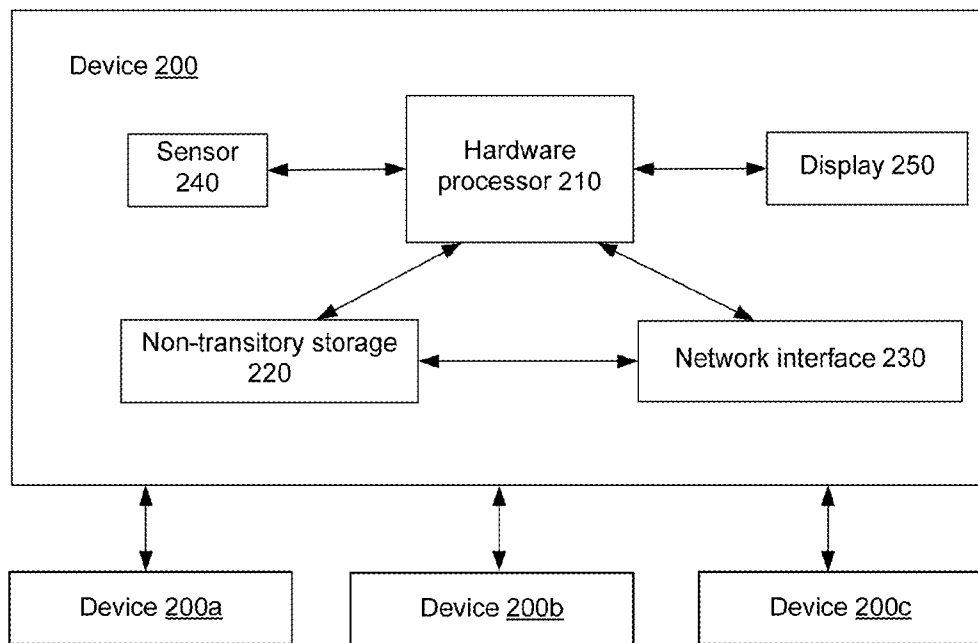 Device 200
Sensor
240
Hardware
processor 210
Display 250
Non-transitory storage
220
Network interface 230
Device 200a
Device 200b
Device 200c